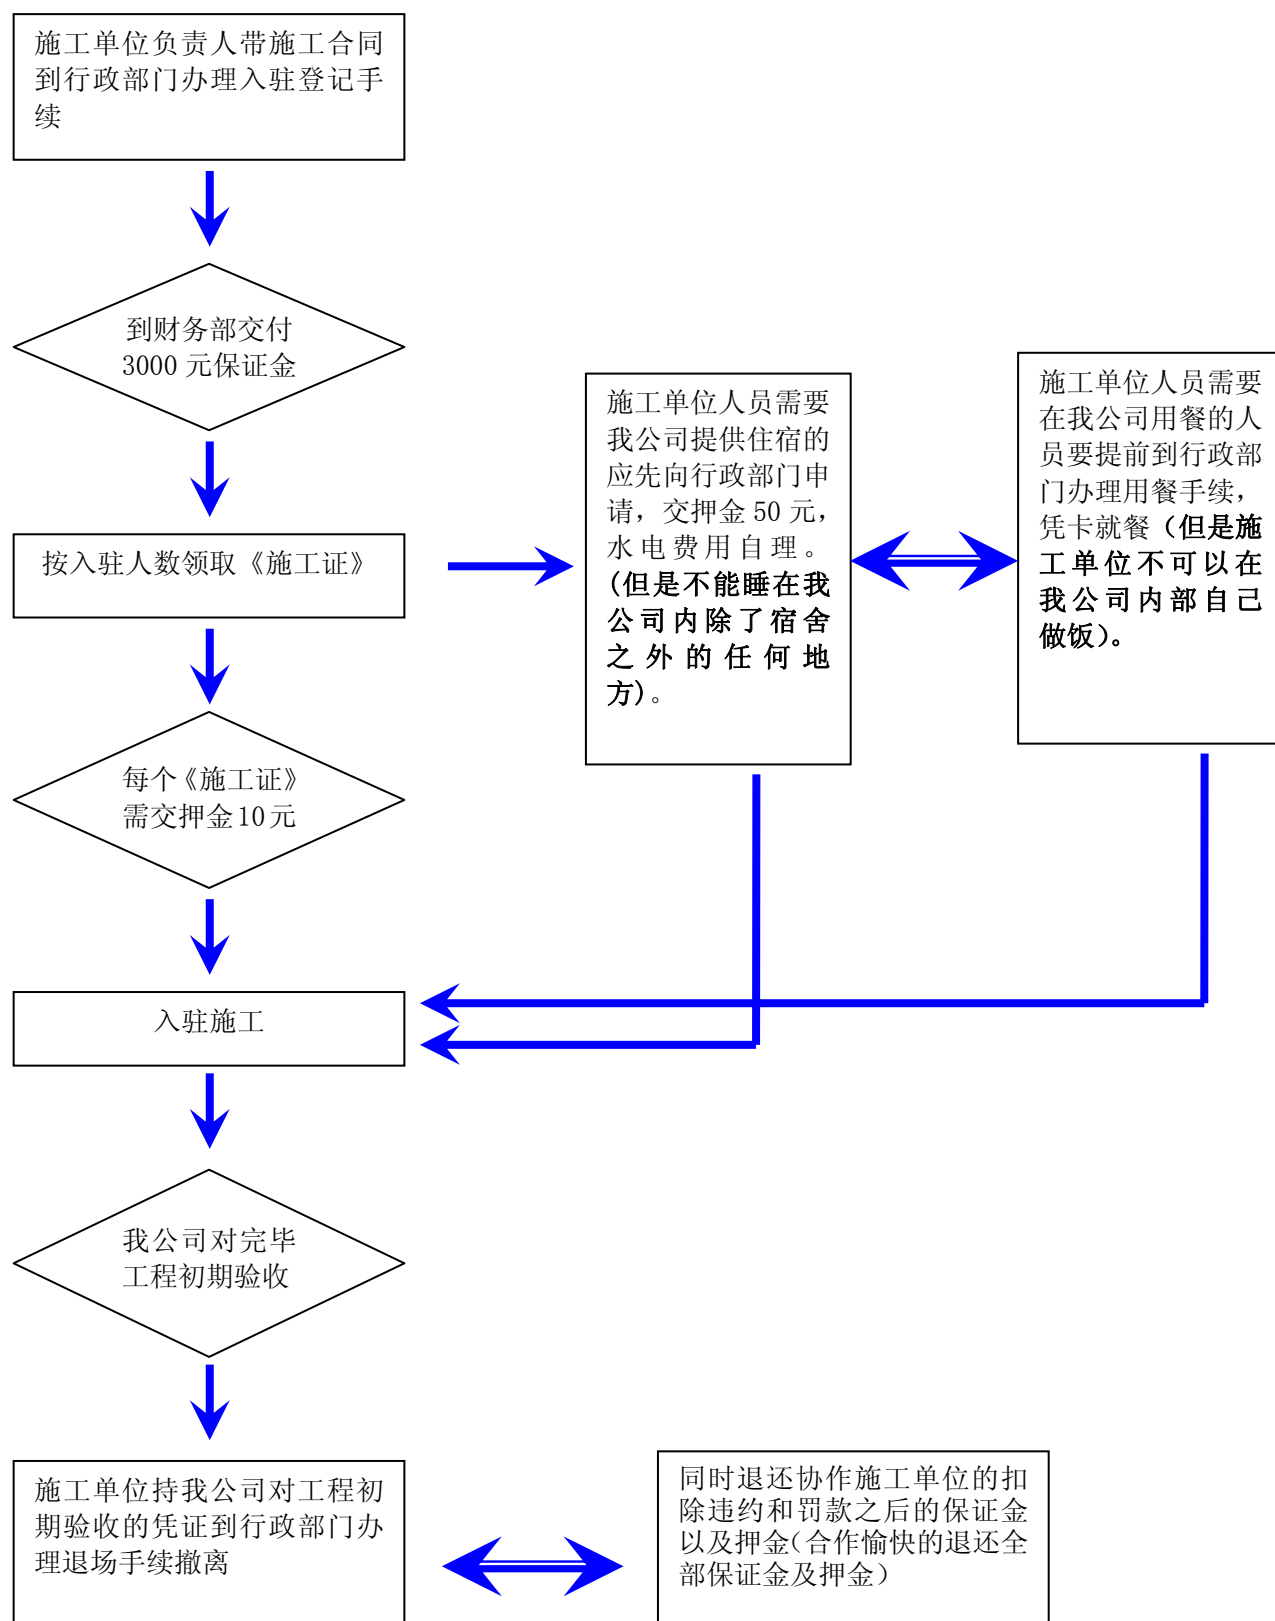 施工单位负责人带施工合同
到行政部门办理入驻登记手
续
到财务部交付
3000 元保证金
按入驻人数领取《施工证》
施工单位人员需要
我公司提供住宿的
应先向行政部门申
请，交押金 50 元，
水电费用自理。
(但是不能睡在我
公司内除了宿舍
之外的任何地
方)。
施工单位人员需要
在我公司用餐的人
员要提前到行政部
门办理用餐手续，
凭卡就餐（但是施
工单位不可以在
我公司内部自己
做饭）。
每个《施工证》
需交押金 10 元
入驻施工
我公司对完毕
工程初期验收
施工单位持我公司对工程初
期验收的凭证到行政部门办
理退场手续撤离
同时退还协作施工单位的扣
除违约和罚款之后的保证金
以及押金（合作愉快的退还全
部保证金及押金）